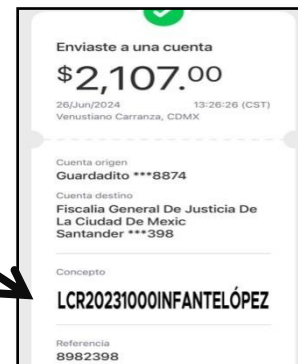 Enviaste a una cuenta
$2,107.00
26/Jun/2024 13:26:26 (CST)
Venustiano Carranza, CDMX
Cuenta origen
Guardadito ***8874
Cuenta destino
Fiscalia General De Justicia De
La Ciudad De Mexic
Santander ***398
Concepto
LCR20231000INFANTELÓPEZ
Referencia
8982398